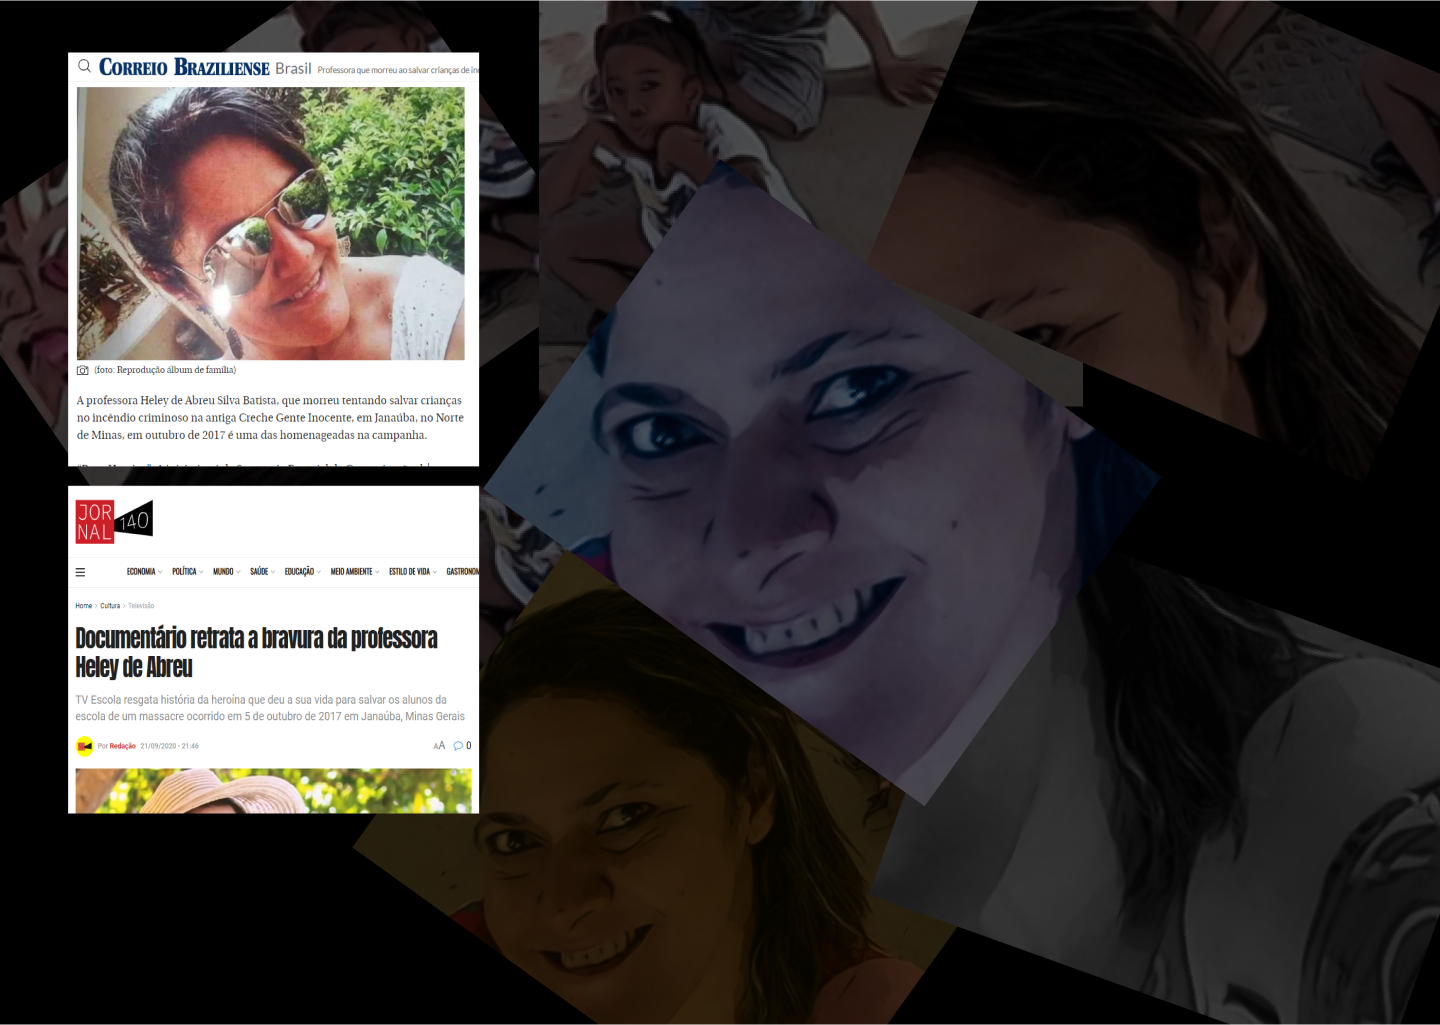 CORREIO BRAZILIENSE Brasil Professora que morreu ao salvar crianças de
(foto: Reprodução álbum de família)
A professora Heley de Abreu Silva Batista, que morreu tentando salvar crianças
no incêndio criminoso na antiga Creche Gente Inocente, em Janaúba, no Norte
de Minas, em outubro de 2017 é uma das homenageadas na campanha.
JOR
NAL 140
ECONOMIA POLÍTICA MUNDO SAÚDE EDUCAÇÃO MEIO AMBIENTE ESTILO DE VIDA GASTRONOM
Home > Cultura > Televisão
Documentário retrata a bravura da professora
Heley de Abreu
TV Escola resgata história da heroína que deu a sua vida para salvar os alunos da
escola de um massacre ocorrido em 5 de outubro de 2017 em Janaúba, Minas Gerais
Por Redação 21/09/2020 - 21:46 AA 0